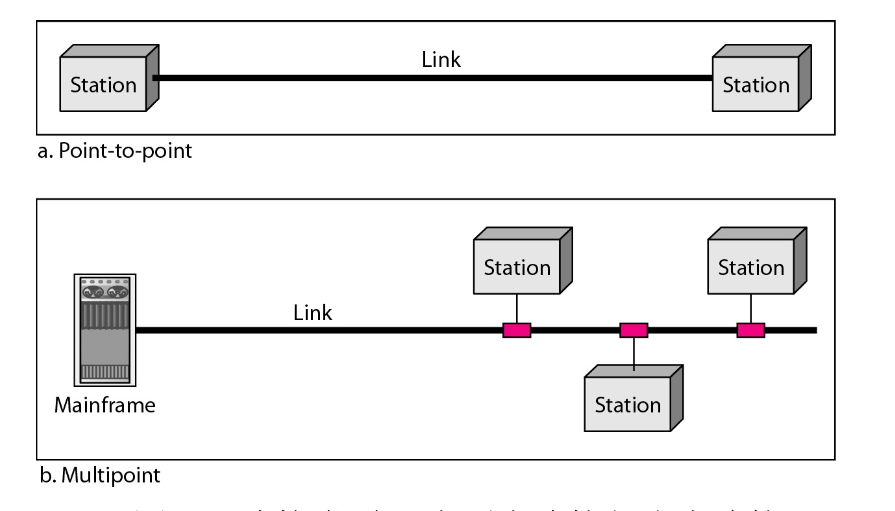 Link
Station
Station
a. Point-to-point
Station
Station
Link
Station
Mainframe
b. Multipoint